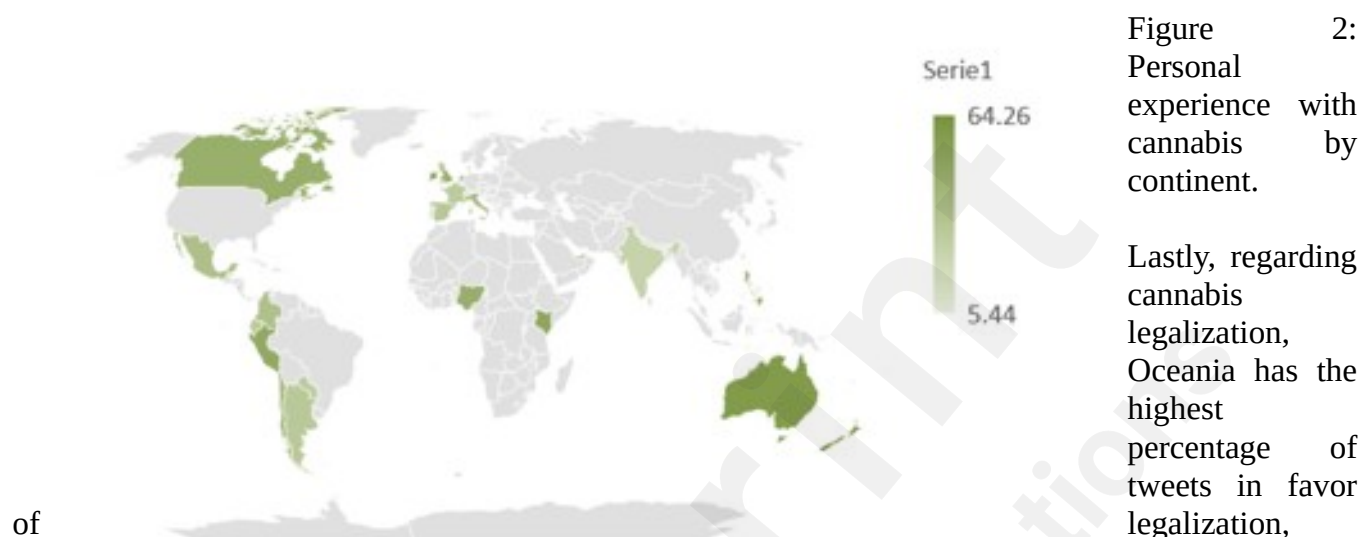 Serie1
64.26
5.44
Figure 2:
Personal
experience with
cannabis by
continent.
Lastly, regarding
cannabis
legalization,
Oceania has the
highest
percentage of
tweets in favor
of legalization,